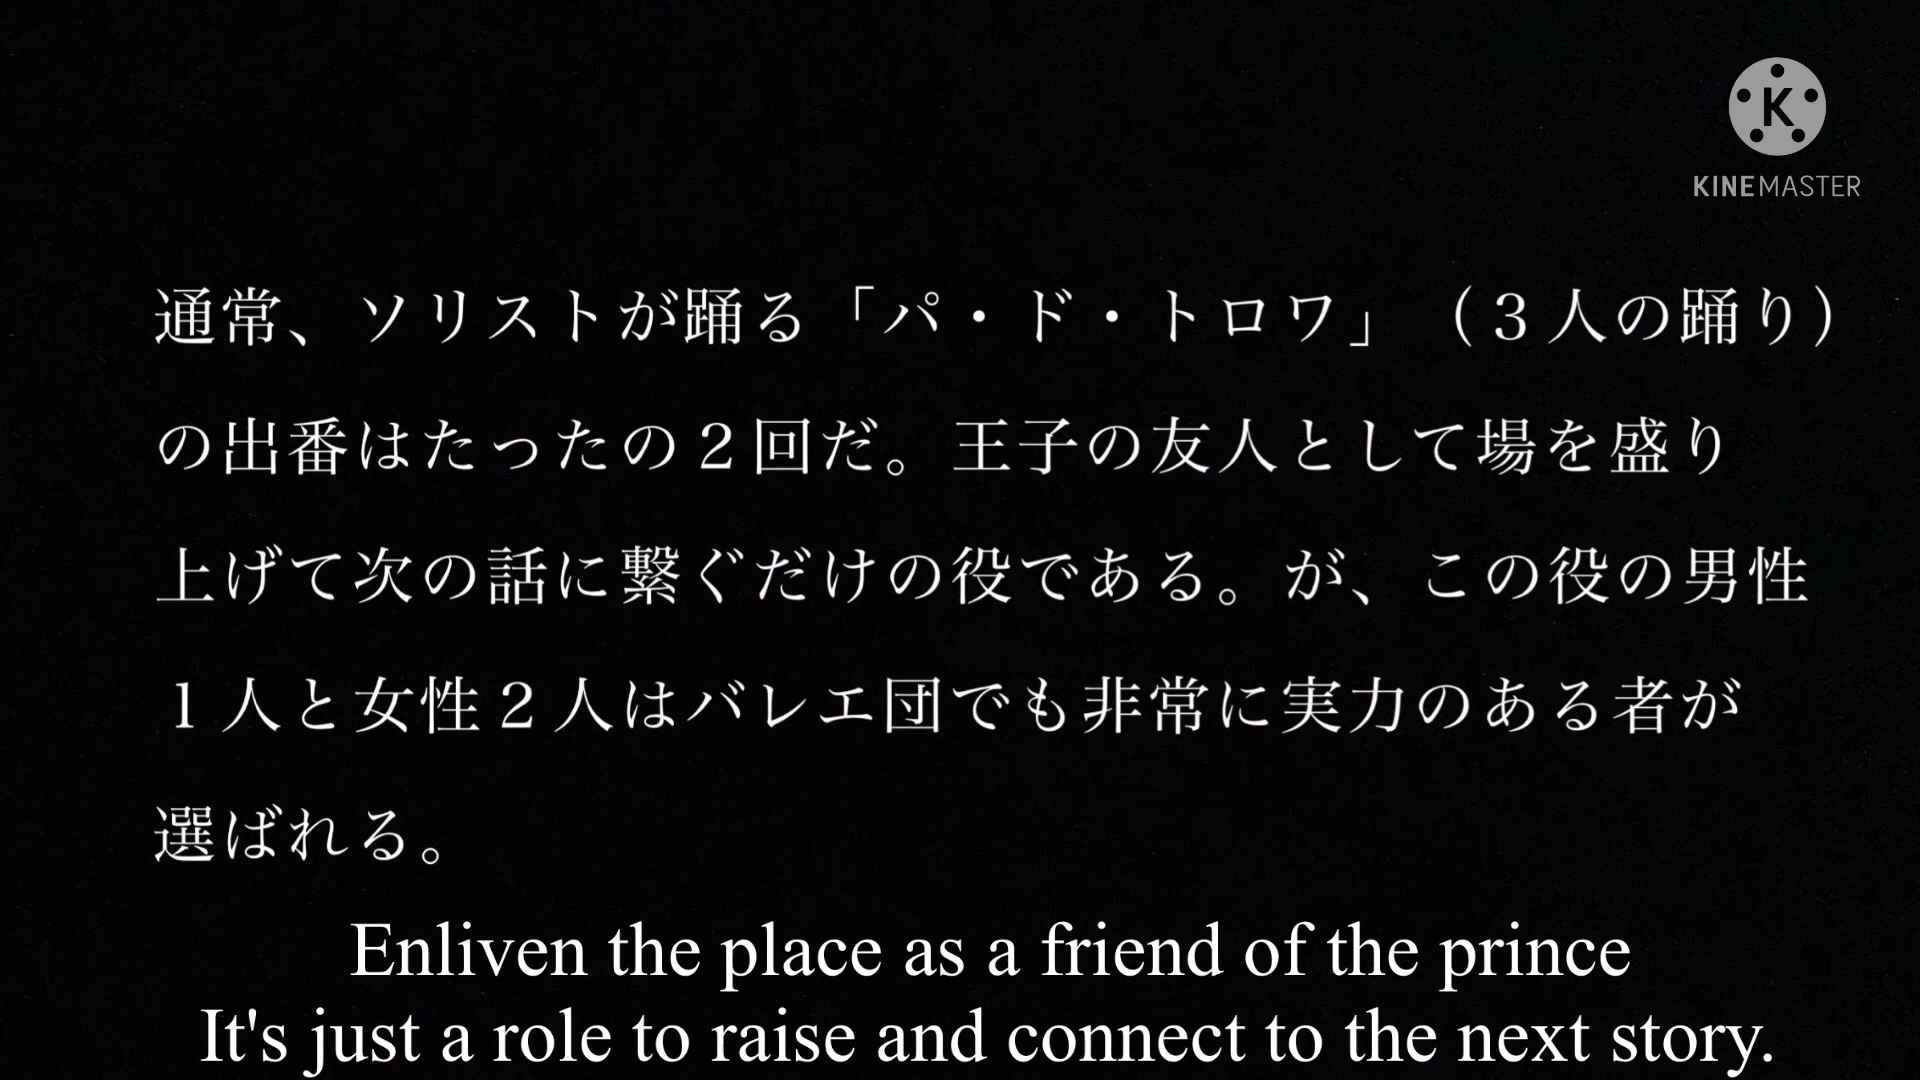 K
KINEMASTER
通常、ソリストが踊る「パ・ド・トロワ」（３人の踊り）
の出番はたったの２回だ。王子の友人として場を盛り
上げて次の話に繋ぐだけの役である。が、この役の男性
１人と女性２人はバレエ団でも非常に実力のある者が
選ばれる。
Enliven the place as a friend of the prince
It's just a role to raise and connect to the next story.